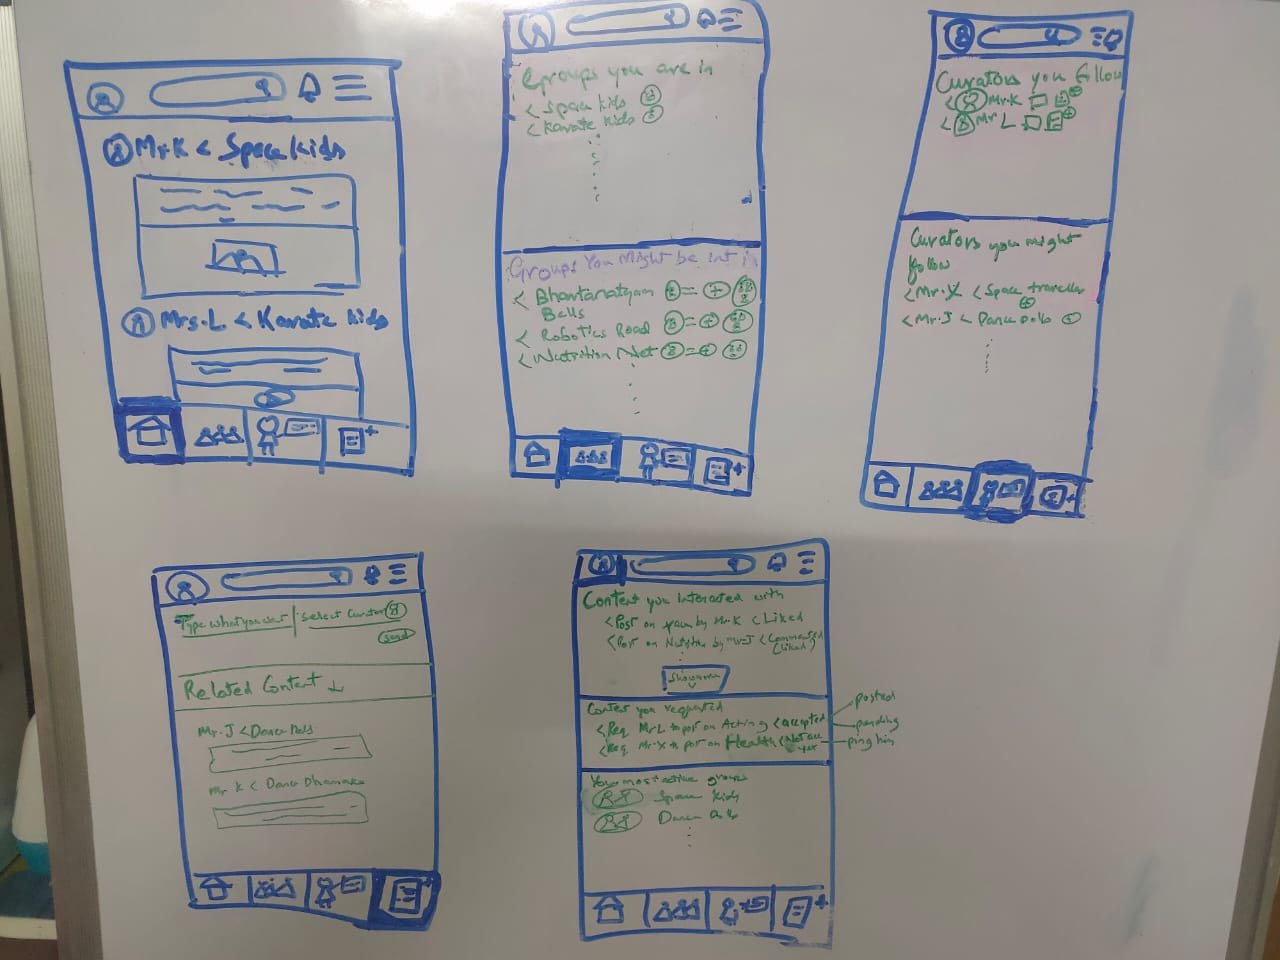 Mr.K < Space kids
Mrs.L < Karate kids
Groups you are in
< Space kids
< Karate kids
Groups You Might be int in
< Bharatanatyam
Bells
< Robotics Road
< Nutrition Net
Curators you follow
< Mr.K
< Mr L
Curators you might
follow
< Mr.X < Space traveller
< Mr.J < Dance Dolls
Type what you want | Select Curator
Send
Related Content ↓
Mr.J < Dance Dolls
Mr K < Dance Dhamaka
Content you interacted with
< Post on space by Mr.K < Liked
< Post on Nutrition by Mr.J < Commented
(Liked)
Show more
Content you requested
< Req Mr.L to post on Acting < accepted
< Req Mr.X to post on Health < Not acc
yet
posted
pending
ping him
Your most active groups
Space kids
Dance Dolls